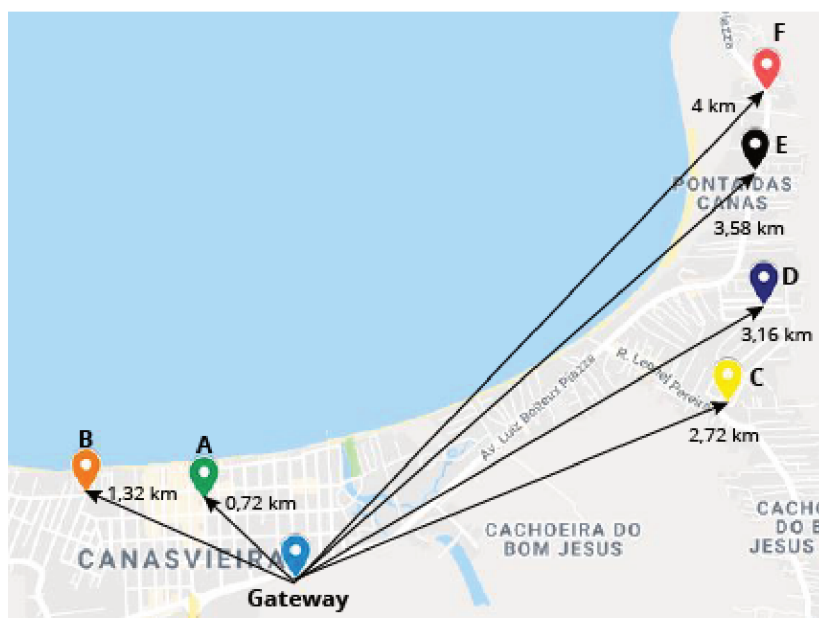 Piazza
F
4 km
E
PONTA DAS
CANAS
3,58 km
D
3,16 km
R. Leonel Pereira
C
Av. Luiz Boiteux Piazza
2,72 km
B
A
1,32 km
0,72 km
CACHOEIRA DO
BOM JESUS
CACHO
DO B
JESUS
CANASVIEIRA
Gateway